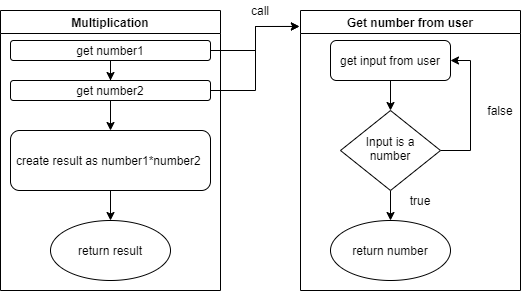 Multiplication
get number1
get number2
create result as number1*number2
return result
call
Get number from user
get input from user
false
Input is a
number
true
return number